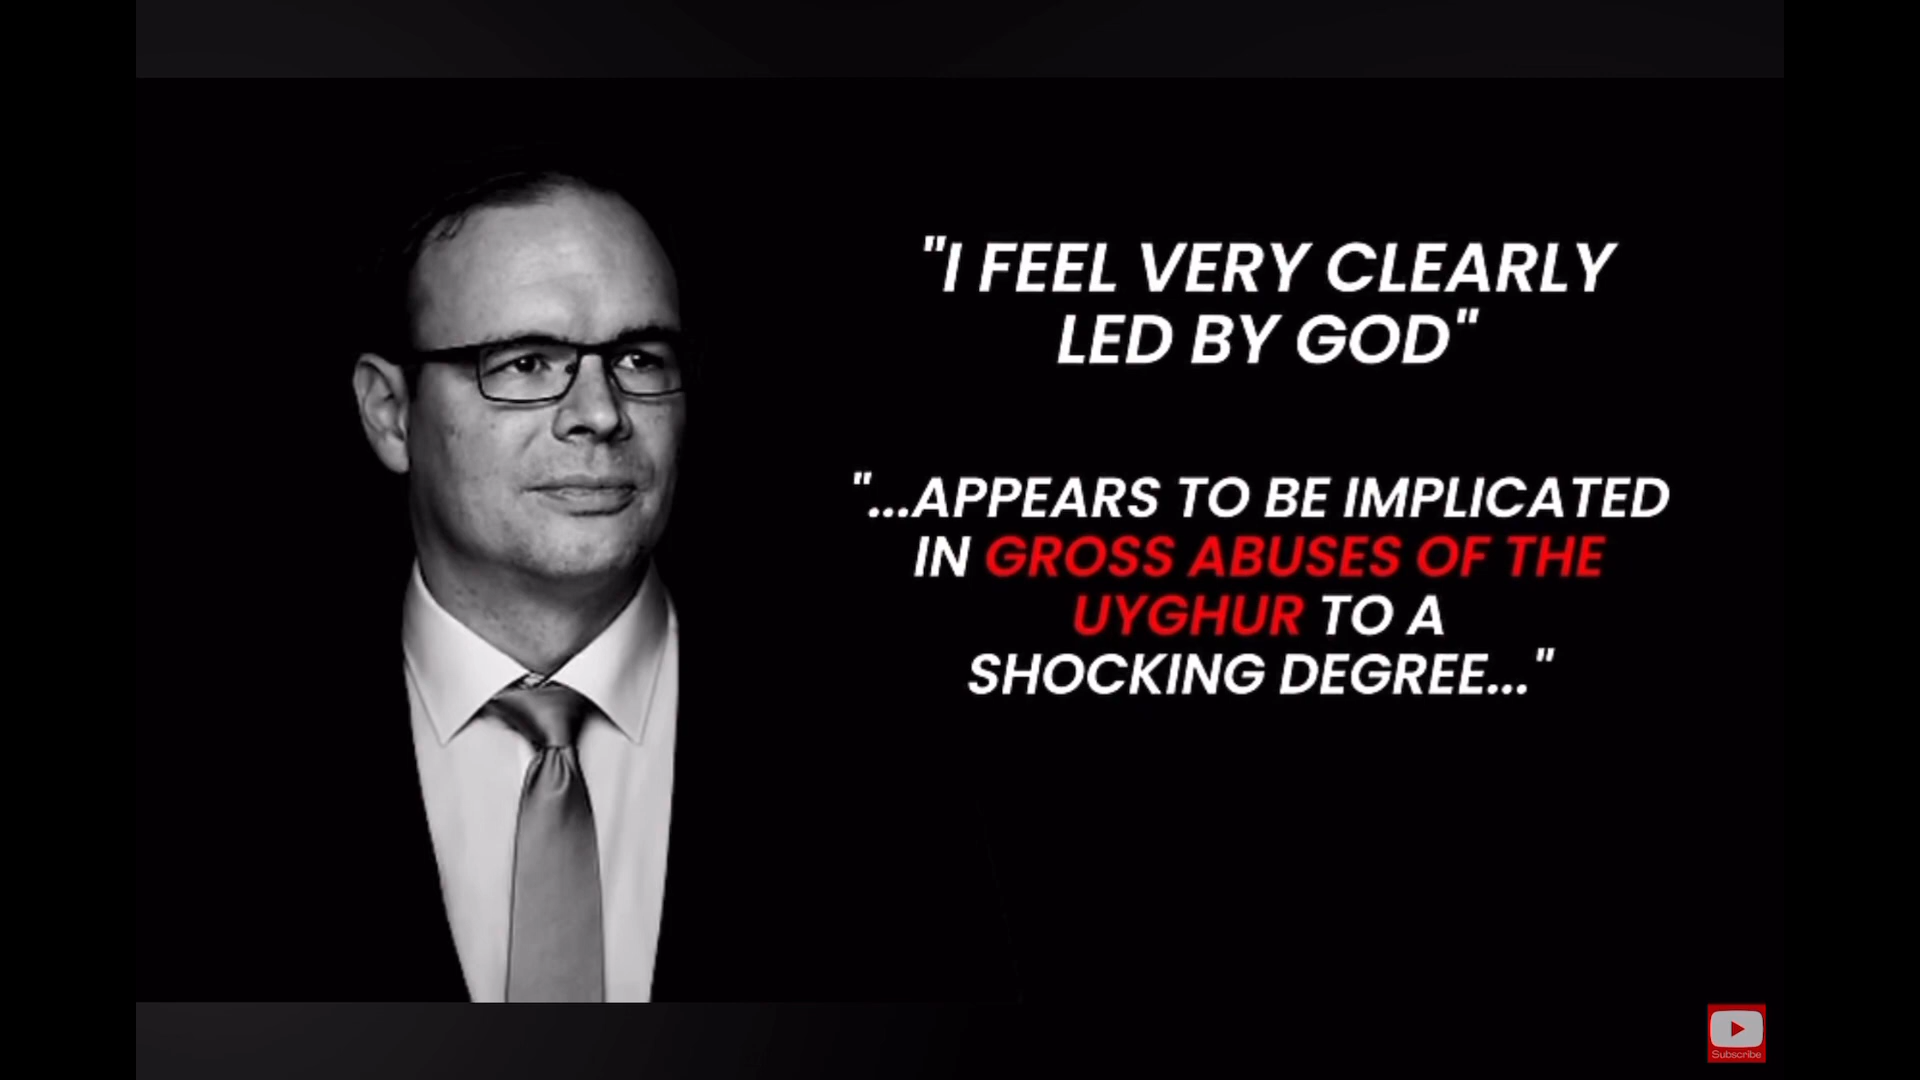 "I FEEL VERY CLEARLY
LED BY GOD"
"...APPEARS TO BE IMPLICATED
IN GROSS ABUSES OF THE
UYGHUR TO A
SHOCKING DEGREE..."
Subscribe